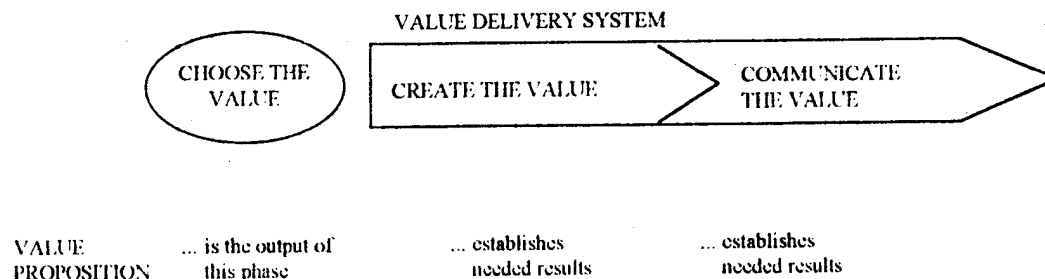 VALUE DELIVERY SYSTEM
CHOOSE THE
VALUE
CREATE THE VALUE
COMMUNICATE
THE VALUE
VALUE
PROPOSITION
... is the output of
this phase
... establishes
needed results
... establishes
needed results